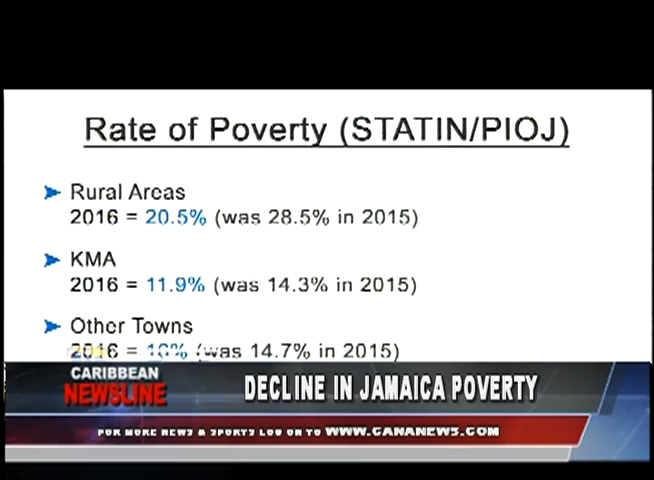 Rate of Poverty (STATIN/PIOJ)
Rural Areas
2016 = 20.5% (was 28.5% in 2015)
KMA
2016 = 11.9% (was 14.3% in 2015)
Other Towns
2016 = 16% (was 14.7% in 2015)
CARIBBEAN
NEWSLINE
DECLINE IN JAMAICA POVERTY
FOR MORE NEWS & SPORTS LOG ON TO WWW.CANANEWS.COM